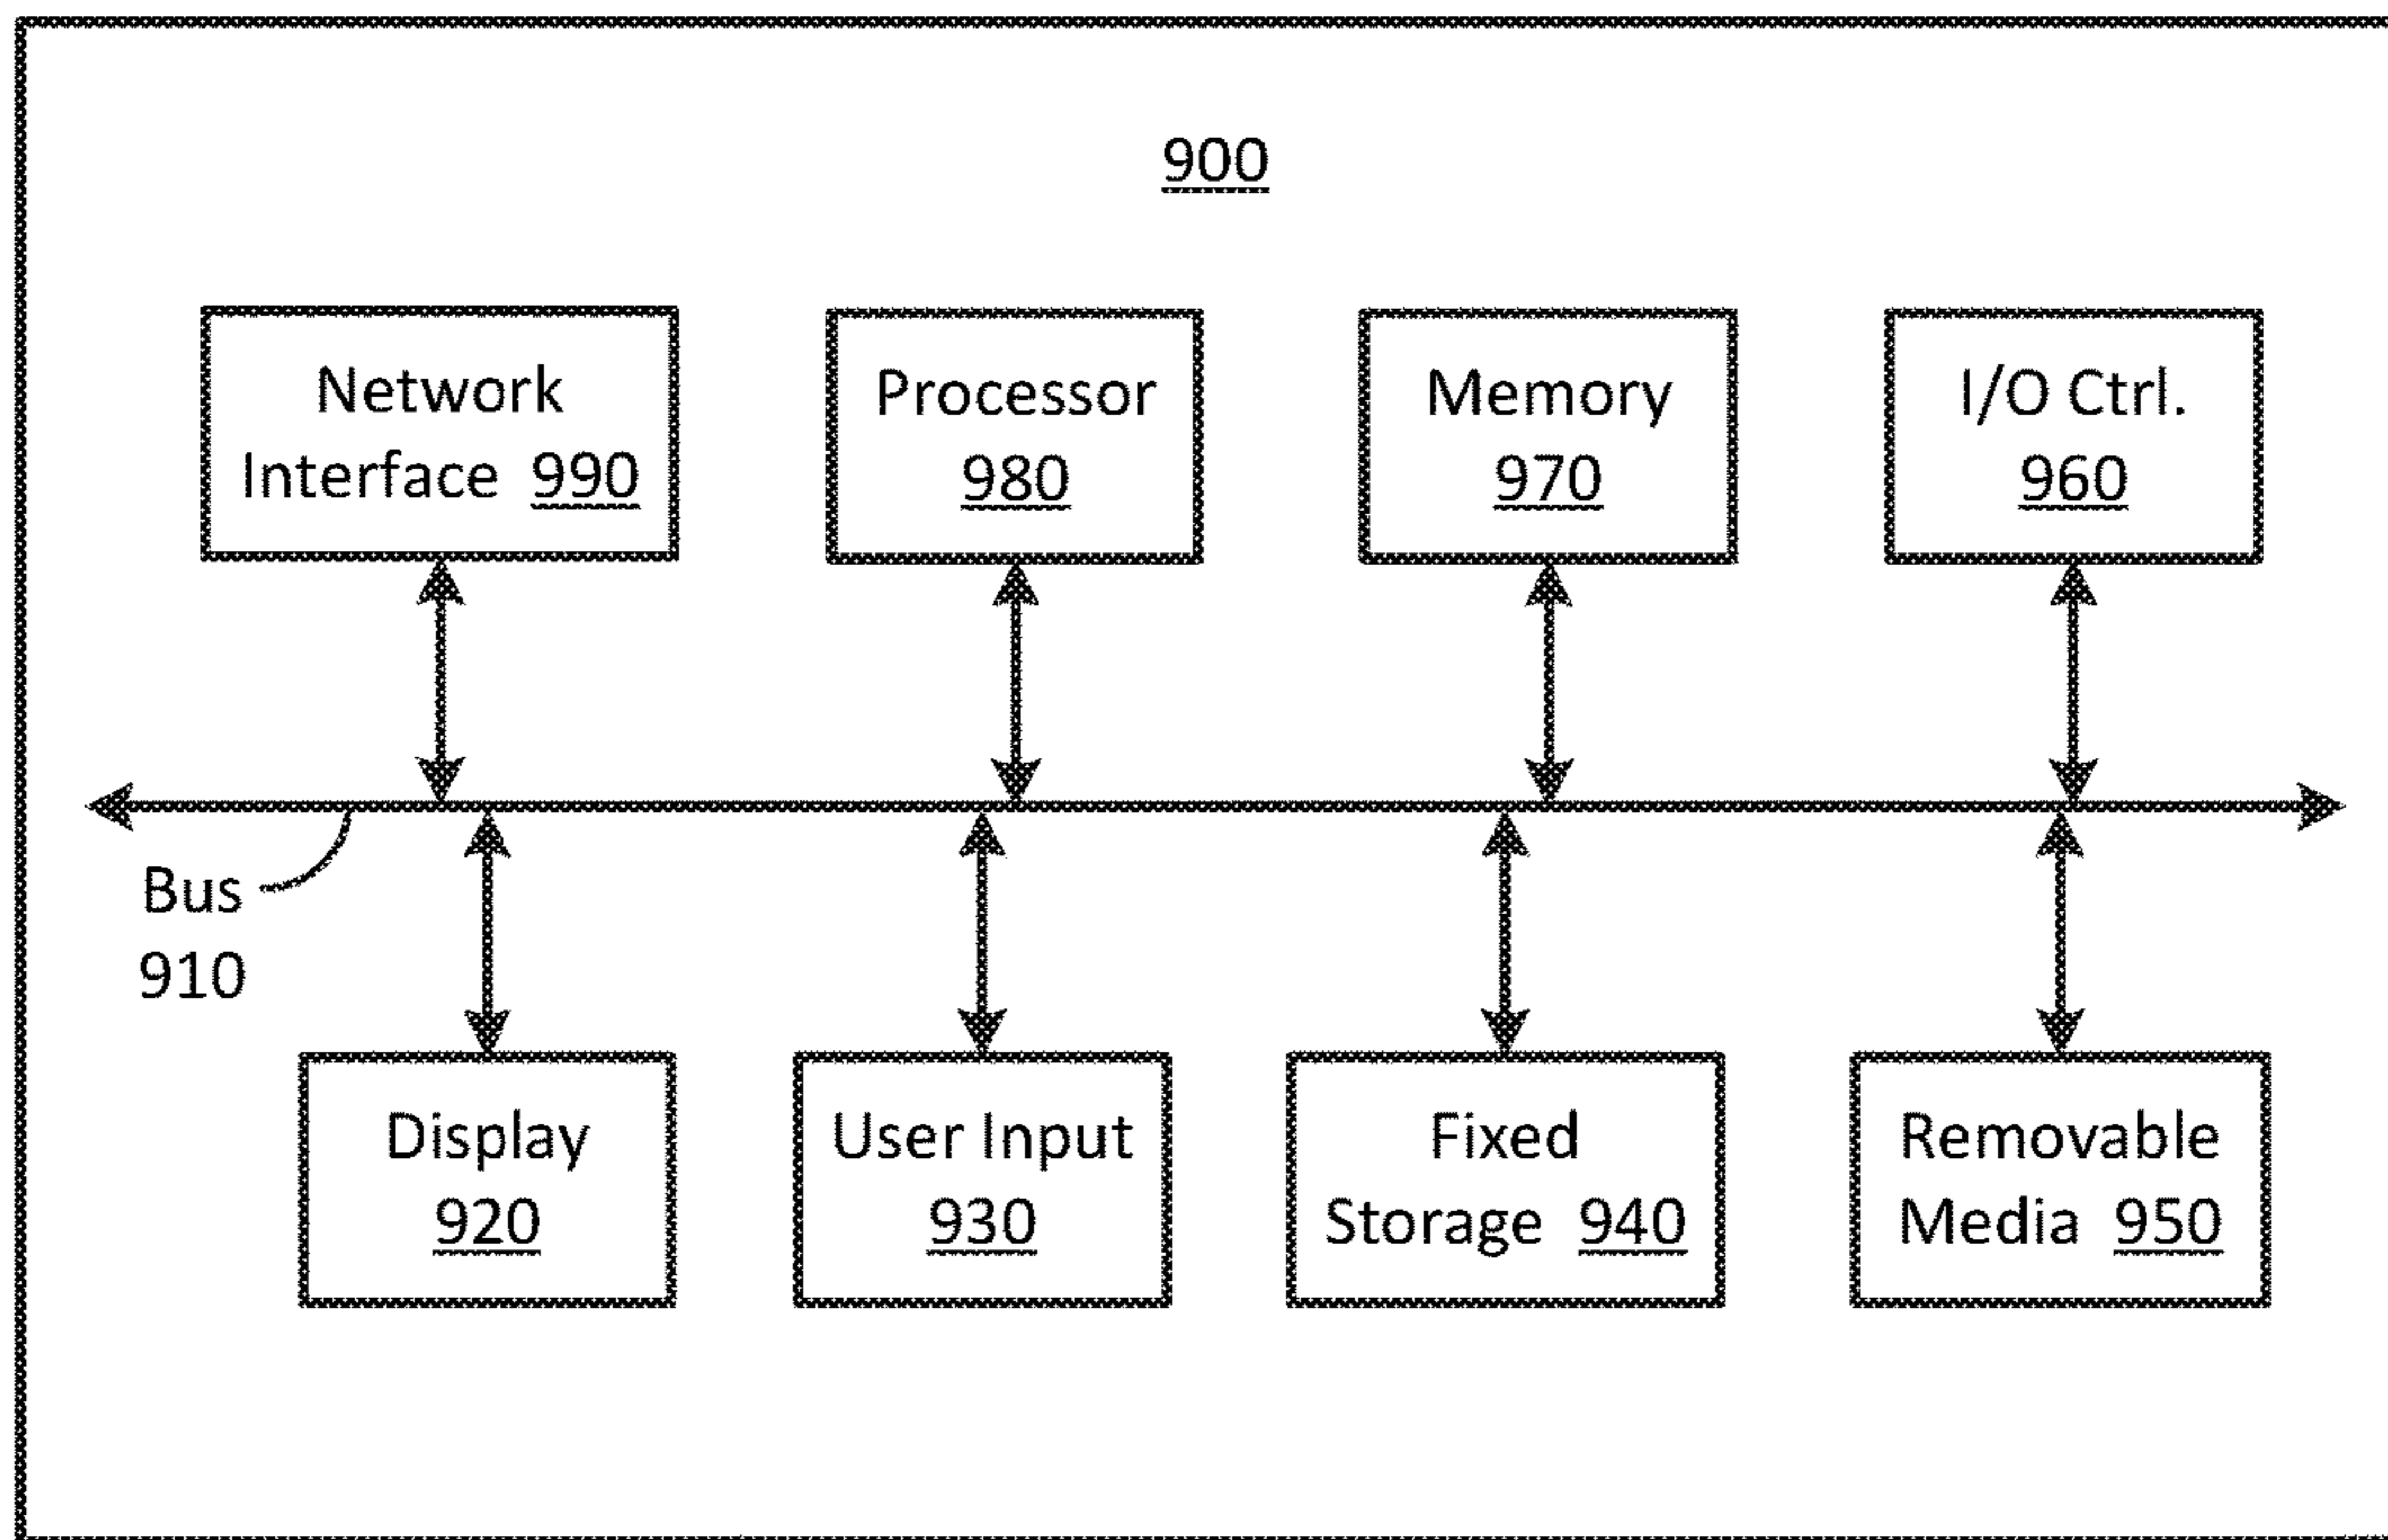 900
Network
Interface 990
Processor
980
Memory
970
I/O Ctrl.
960
Bus
910
Display
920
User Input
930
Fixed
Storage 940
Removable
Media 950